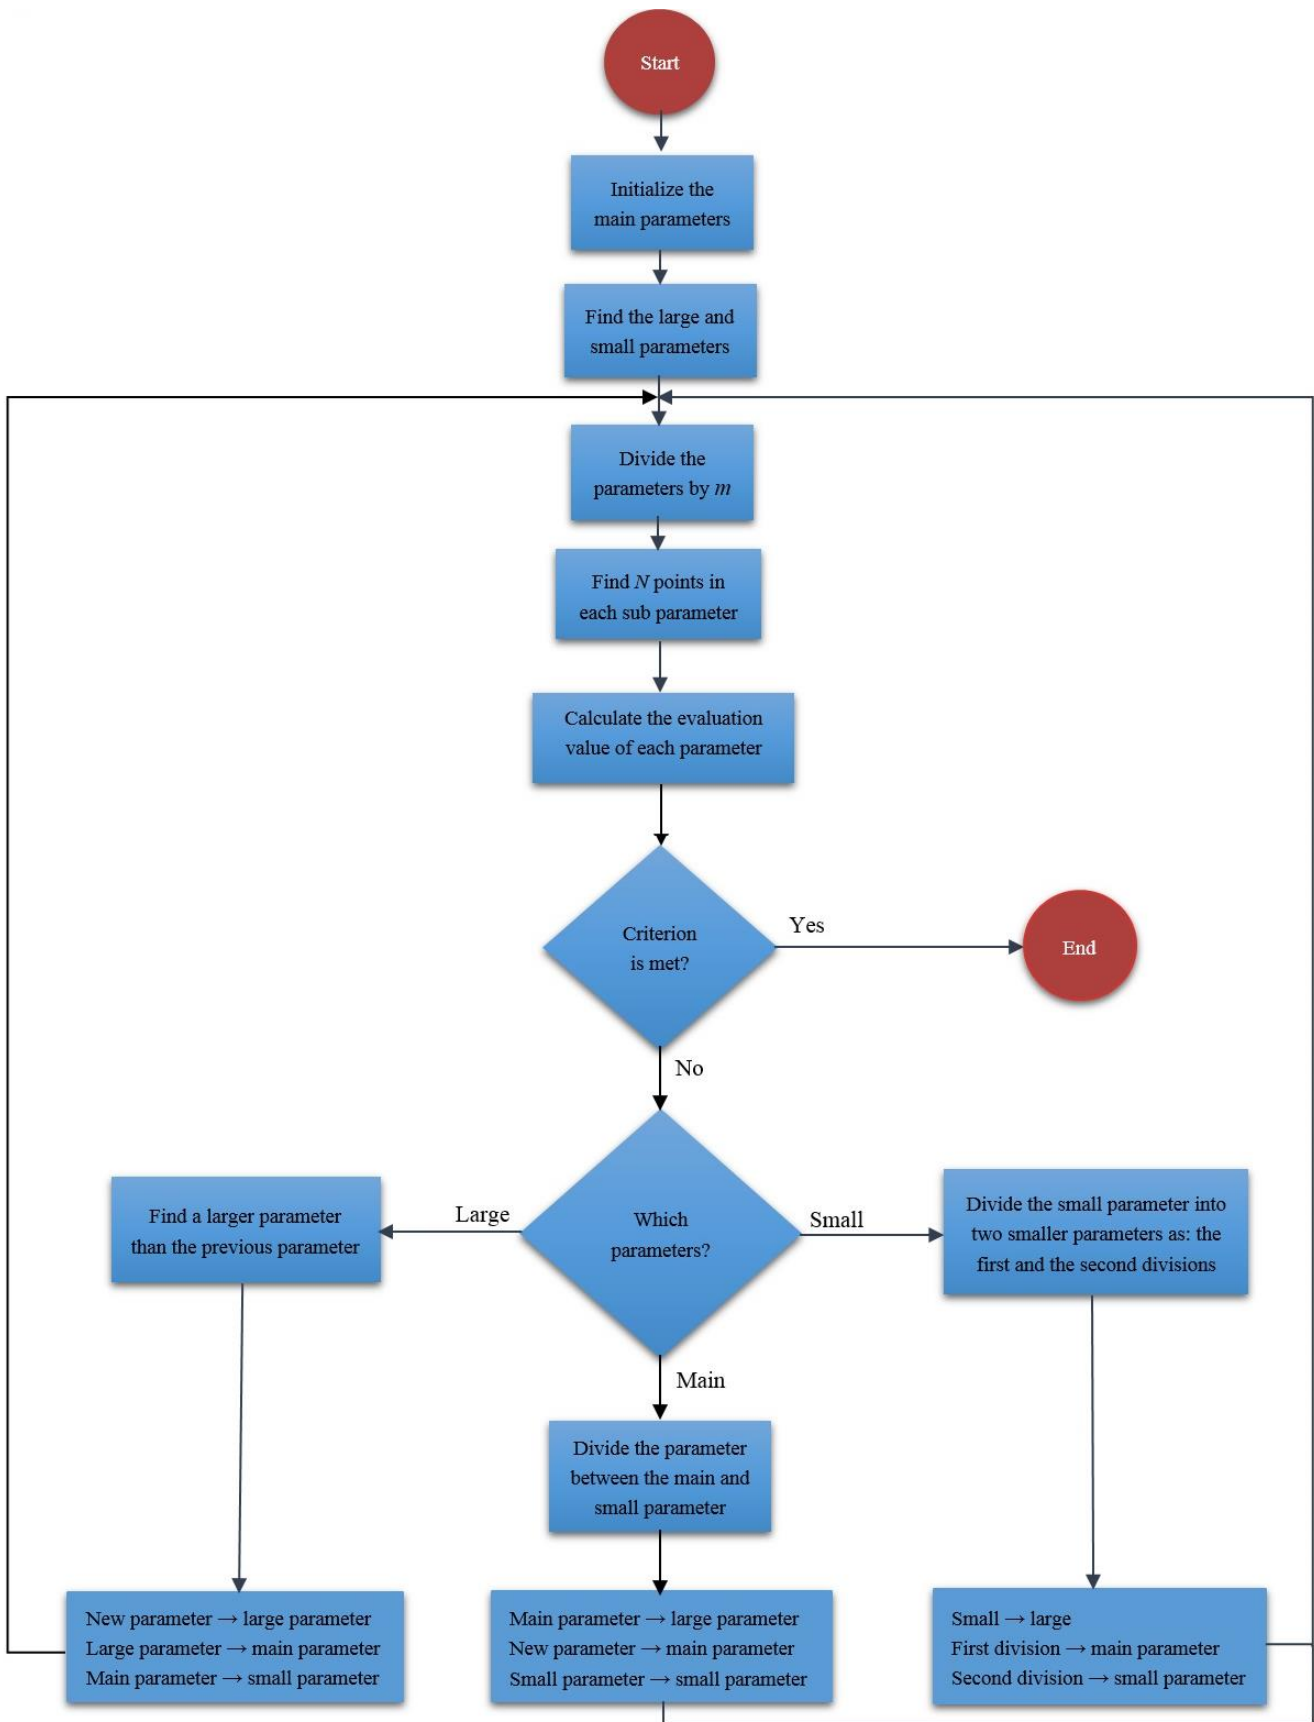 Start
Initialize the
main parameters
Find the large and
small parameters
Divide the
parameters by m
Find N points in
each sub parameter
Calculate the evaluation
value of each parameter
Criterion
is met?
Yes
End
No
Which
parameters?
Large
Small
Main
Find a larger parameter
than the previous parameter
Divide the small parameter into
two smaller parameters as: the
first and the second divisions
Divide the parameter
between the main and
small parameter
New parameter → large parameter
Large parameter → main parameter
Main parameter → small parameter
Main parameter → large parameter
New parameter → main parameter
Small parameter → small parameter
Small → large
First division → main parameter
Second division → small parameter